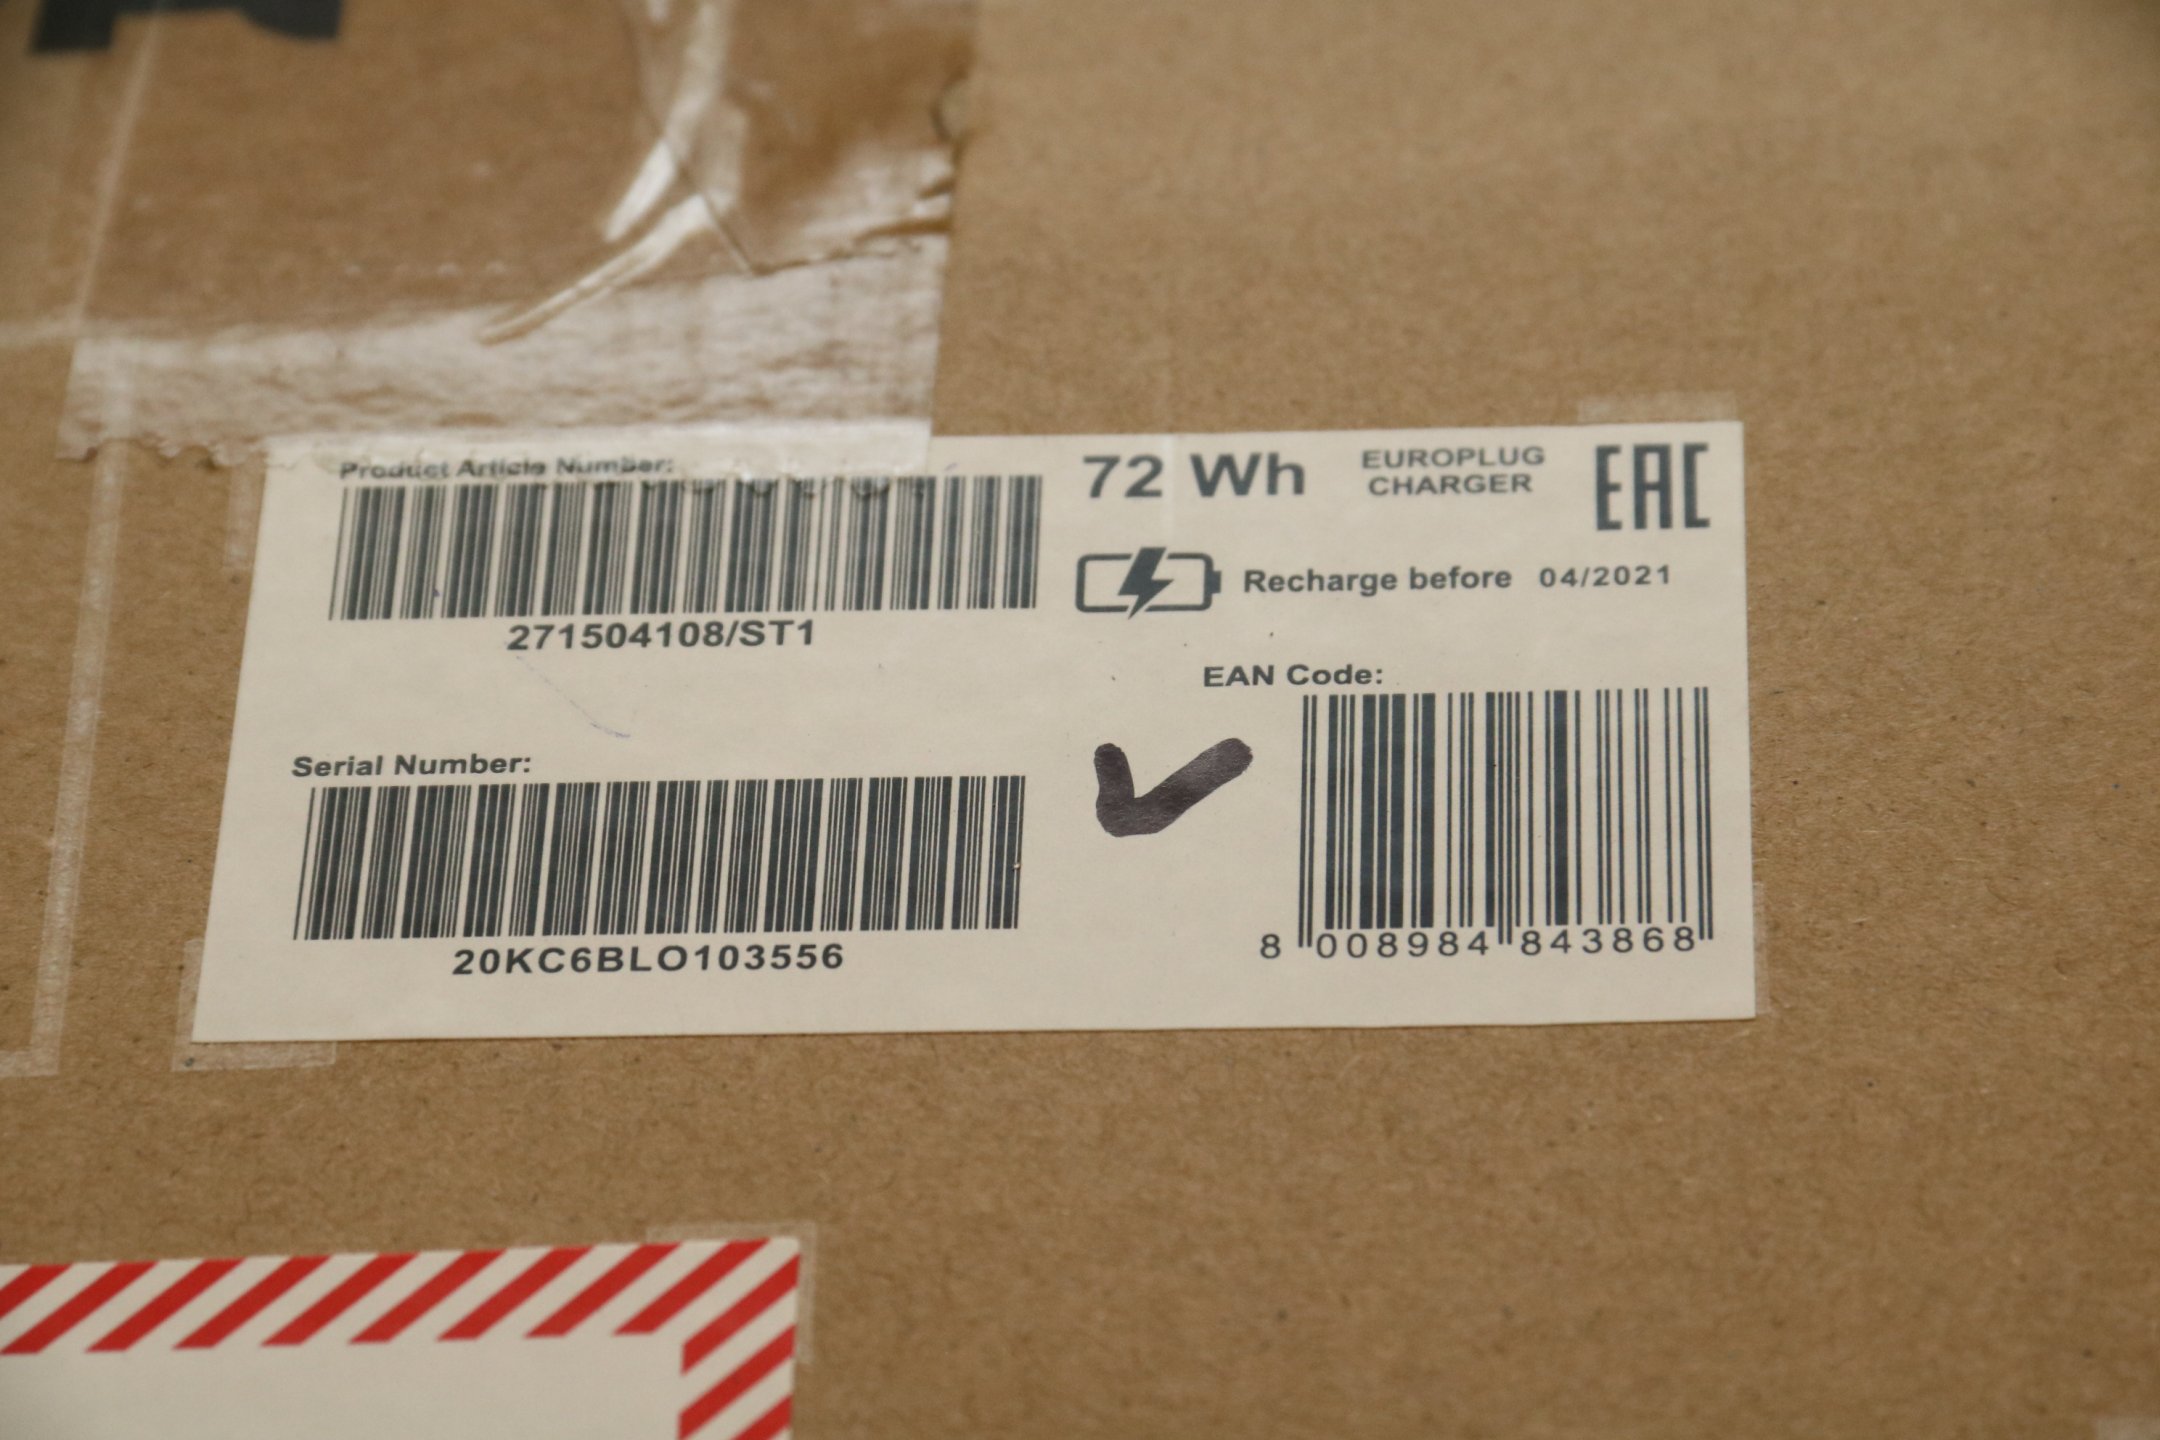 Product Article Number:
271504108/ST1
72 Wh
EUROPLUG
CHARGER
EAC
Recharge before 04/2021
Serial Number:
20KC6BLO103556
EAN Code:
8 008984 843868